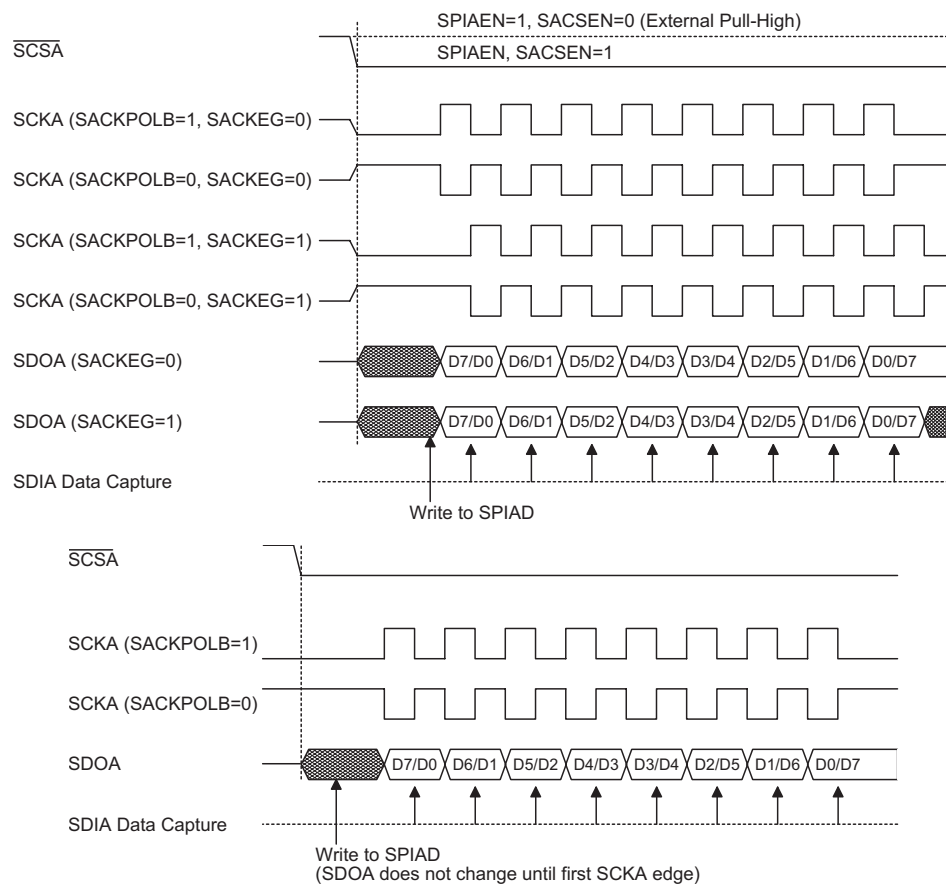 SPIAEN=1, SACSEN=0 (External Pull-High)
SCSA
SPIAEN, SACSEN=1
SCKA (SACKPOLB=1, SACKEG=0)
SCKA (SACKPOLB=0, SACKEG=0)
SCKA (SACKPOLB=1, SACKEG=1)
SCKA (SACKPOLB=0, SACKEG=1)
SDOA (SACKEG=0) D7/D0 D6/D1 D5/D2 D4/D3 D3/D4 D2/D5 D1/D6 D0/D7
SDOA (SACKEG=1) D7/D0 D6/D1 D5/D2 D4/D3 D3/D4 D2/D5 D1/D6 D0/D7
SDIA Data Capture
Write to SPIAD
SCSA
SCKA (SACKPOLB=1)
SCKA (SACKPOLB=0)
SDOA D7/D0 D6/D1 D5/D2 D4/D3 D3/D4 D2/D5 D1/D6 D0/D7
SDIA Data Capture
Write to SPIAD
(SDOA does not change until first SCKA edge)